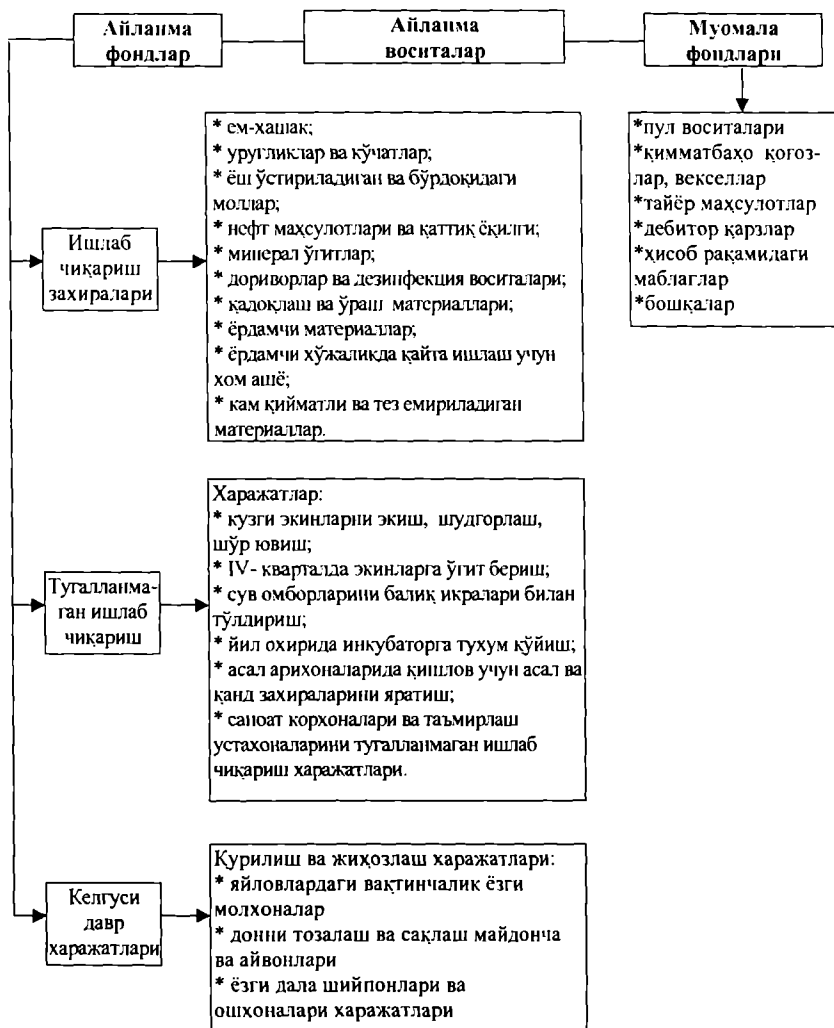 Айланма
фондлар
Айланма
воситалар
Муомала
фондлари
Ишлаб
чиқариш
захиралари
* ем-хашак;
* уругликлар ва кўчатлар;
* ёш ўстириладиган ва бўрдоқидаги
моллар;
* нефт маҳсулотлари ва қаттиқ ёқилги;
* минерал ўгитлар;
* дориворлар ва дезинфекция воситалари;
* қадоқлаш ва ўраш материаллари;
* ёрдамчи материаллар;
* ёрдамчи хўжаликда қайта ишлаш учун
хом ашё;
* кам қийматли ва тез емириладиган
материаллар.
*пул воситалари
*қимматбаҳо қоғоз-
лар, векселлар
*тайёр маҳсулотлар
*дебитор қарзлар
*ҳисоб рақамидаги
маблаглар
*бошқалар
Тугалланма-
ган ишлаб
чиқариш
Харажатлар:
* кузги экинларни экиш, шудгорлаш,
шўр ювиш;
* IV- кварталда экинларга ўгит бериш;
* сув омборларини балиқ икралари билан
тўлдириш;
* йил охирида инкубаторга тухум қўйиш;
* асал арихоналарида қишлов учун асал ва
қанд захираларини яратиш;
* саноат корхоналари ва таъмирлаш
устахоналарини тугалланмаган ишлаб
чиқариш харажатлари.
Келгуси
давр
харажатлари
Қурилиш ва жиҳозлаш харажатлари:
* яйловлардаги вақтинчалик ёзги
молхоналар
* донни тозалаш ва сақлаш майдонча
ва айвонлари
* ёзги дала шийпонлари ва
ошхоналари харажатлари